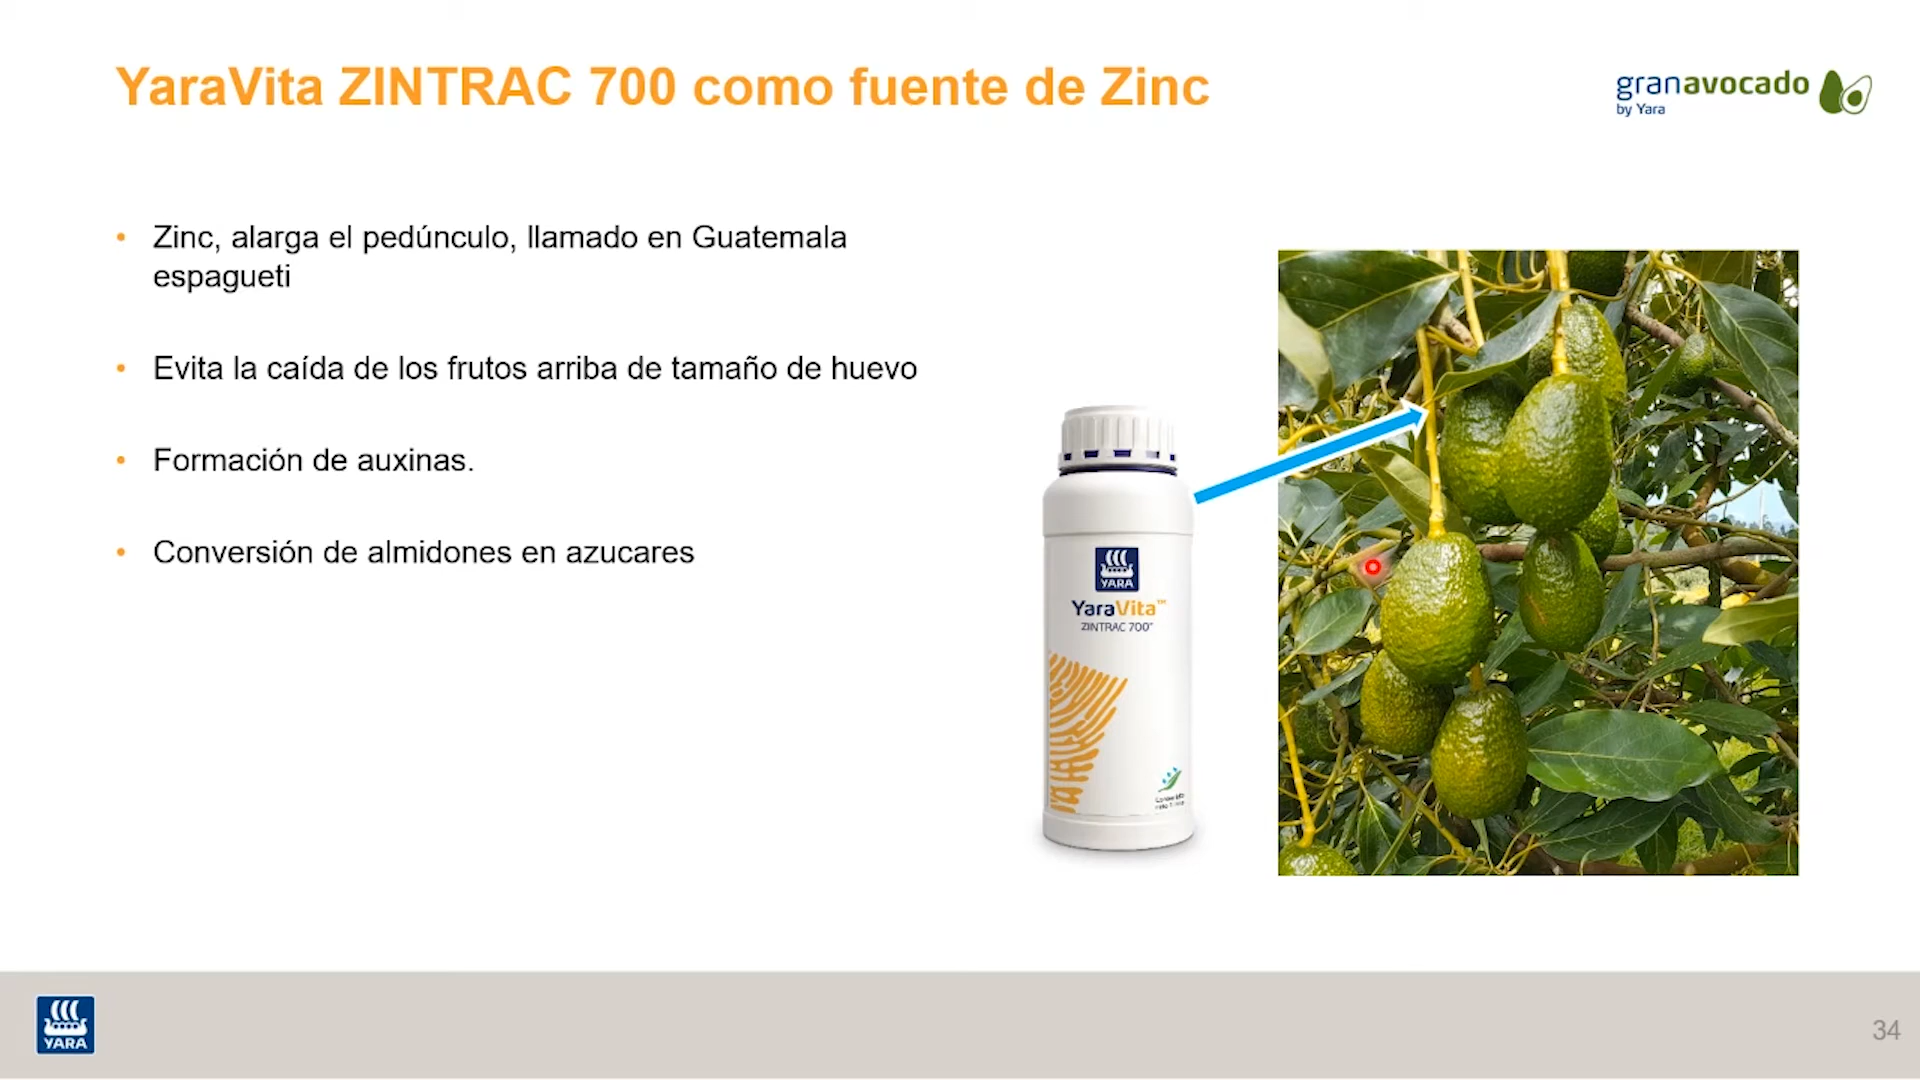 YaraVita ZINTRAC 700 como fuente de Zinc
granavocado
by Yara
• Zinc, alarga el pedúnculo, llamado en Guatemala
espagueti
• Evita la caída de los frutos arriba de tamaño de huevo
• Formación de auxinas.
• Conversión de almidones en azucares
YARA
YaraVita™
ZINTRAC 700
YARA
34